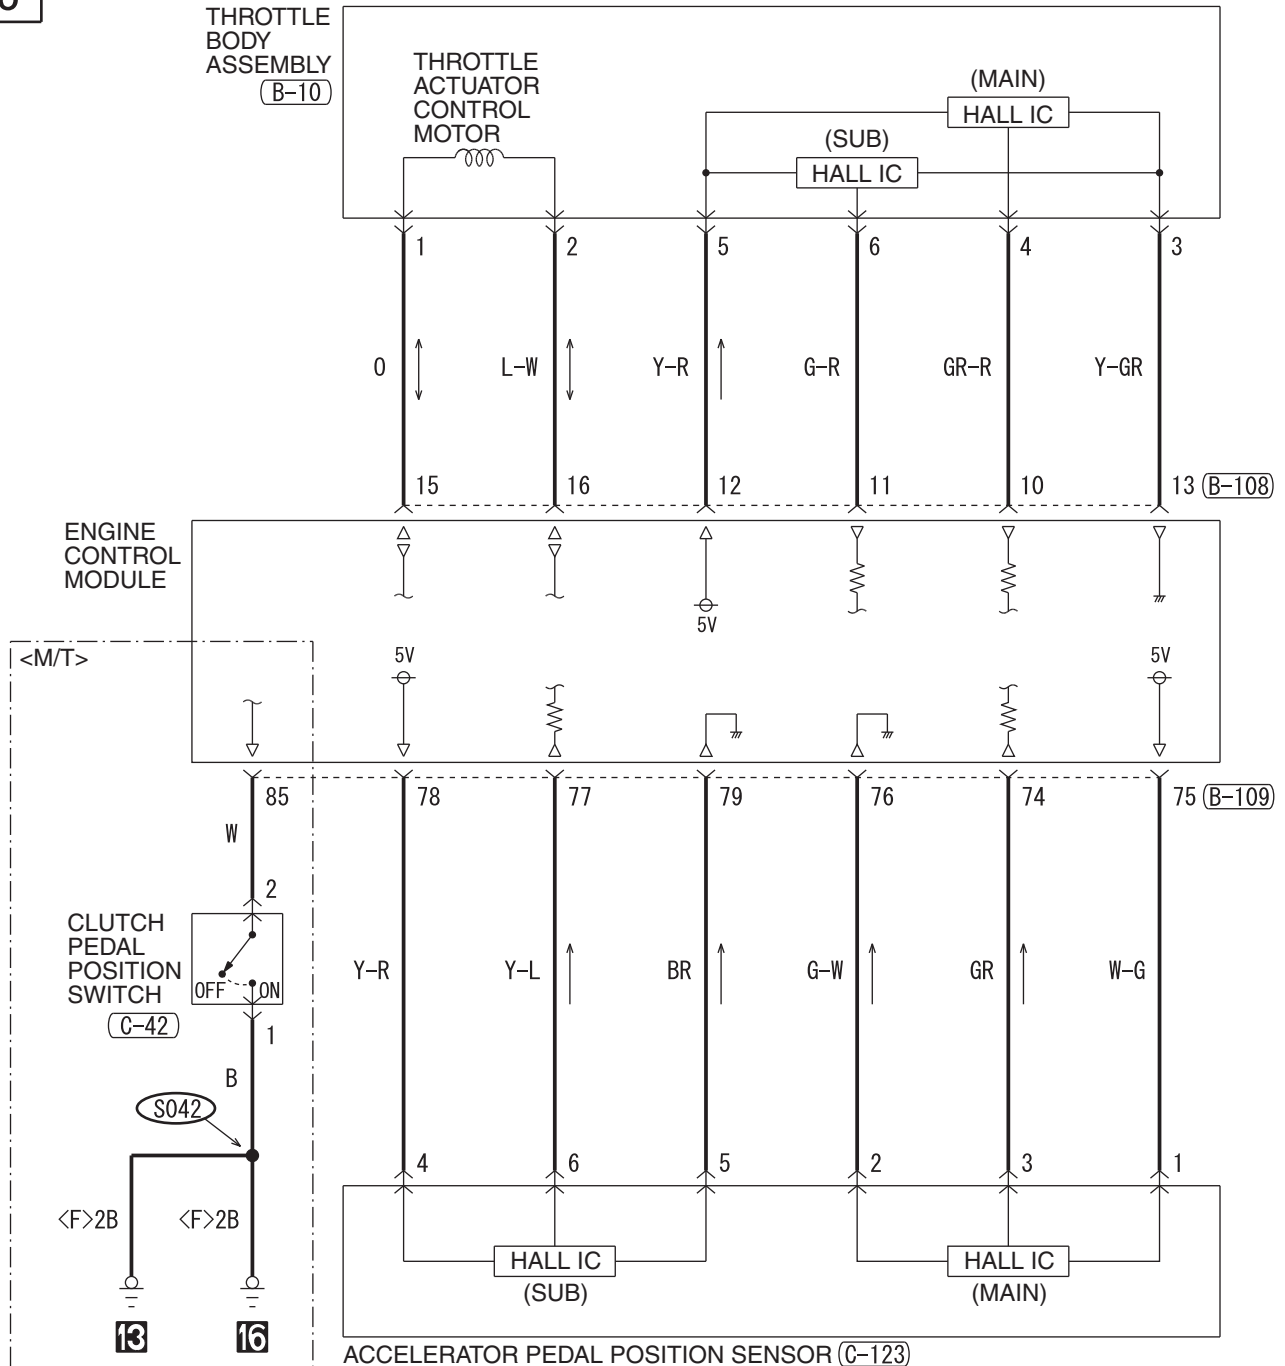 THROTTLE
BODY
ASSEMBLY
B-10
THROTTLE
ACTUATOR
CONTROL
MOTOR
(MAIN)
HALL IC
(SUB)
HALL IC
1 2 5 6 4 3
O L-W Y-R G-R GR-R Y-GR
15 16 12 11 10 13 B-108
ENGINE
CONTROL
MODULE
5V
<M/T>
5V 5V
85 78 77 79 76 74 75 B-109
W
2
CLUTCH
PEDAL
POSITION
SWITCH
C-42
OFF ON
1
Y-R Y-L BR G-W GR W-G
B
S042
4 6 5 2 3 1
<F>2B <F>2B
HALL IC HALL IC
(SUB) (MAIN)
13 16
ACCELERATOR PEDAL POSITION SENSOR C-123